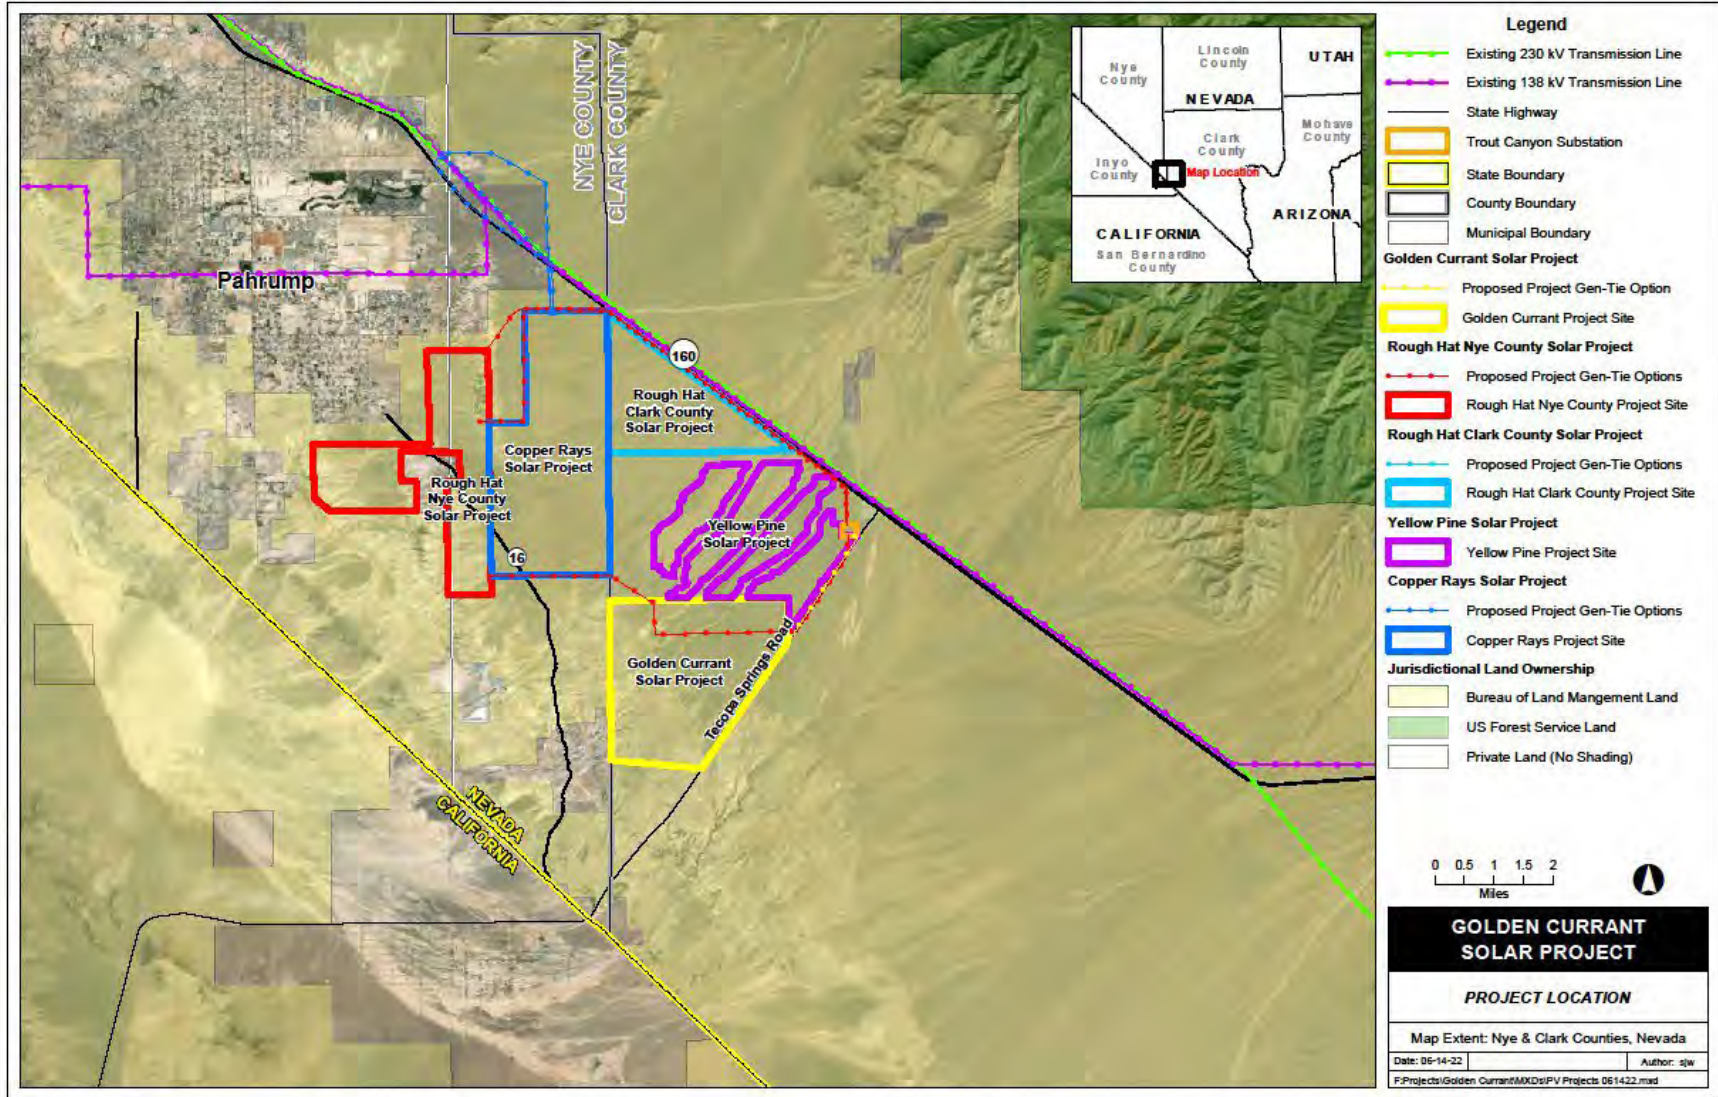 NYE COUNTY
CLARK COUNTY
Pahrump
160
Rough Hat
Clark County
Solar Project
Copper Rays
Solar Project
Rough Hat
Nye County
Solar Project
Yellow Pine
Solar Project
16
Golden Currant
Solar Project
Tecopa Springs Road
NEVADA
CALIFORNIA
Nye
County
Lincoln
County
UTAH
NEVADA
Clark
County
Mohave
County
Inyo
County
Map Location
ARIZONA
CALIFORNIA
San Bernardino
County
Legend
Existing 230 kV Transmission Line
Existing 138 kV Transmission Line
State Highway
Trout Canyon Substation
State Boundary
County Boundary
Municipal Boundary
Golden Currant Solar Project
Proposed Project Gen-Tie Option
Golden Currant Project Site
Rough Hat Nye County Solar Project
Proposed Project Gen-Tie Options
Rough Hat Nye County Project Site
Rough Hat Clark County Solar Project
Proposed Project Gen-Tie Options
Rough Hat Clark County Project Site
Yellow Pine Solar Project
Yellow Pine Project Site
Copper Rays Solar Project
Proposed Project Gen-Tie Options
Copper Rays Project Site
Jurisdictional Land Ownership
Bureau of Land Mangement Land
US Forest Service Land
Private Land (No Shading)
0 0.5 1 1.5 2
Miles
GOLDEN CURRANT
SOLAR PROJECT
PROJECT LOCATION
Map Extent: Nye & Clark Counties, Nevada
Date: 06-14-22
Author: sjw
F:Projects\Golden Currant\MXDs\PV Projects 061422.mxd